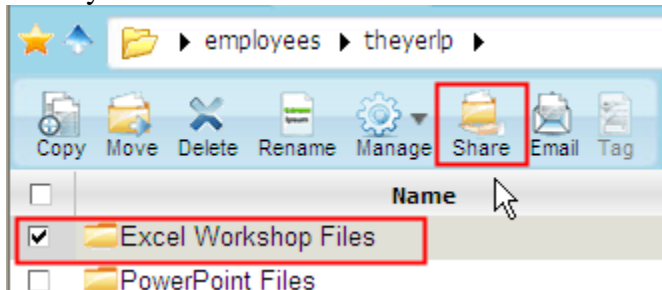 employees theyerlp
Copy Move Delete Rename Manage Share Email Tag
Name
Excel Workshop Files
PowerPoint Files